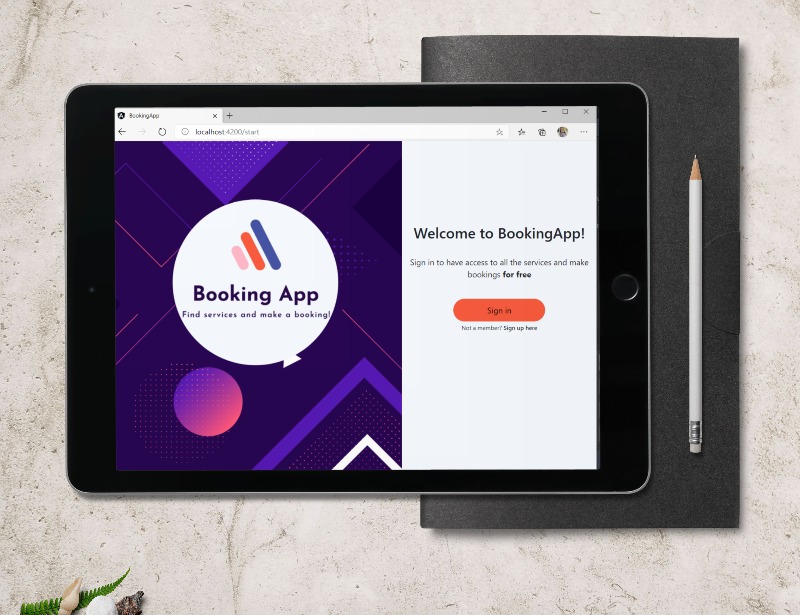 BookingApp
localhost:4200/start
Booking App
Find services and make a booking!
Welcome to BookingApp!
Sign in to have access to all the services and make
bookings for free
Sign in
Not a member? Sign up here